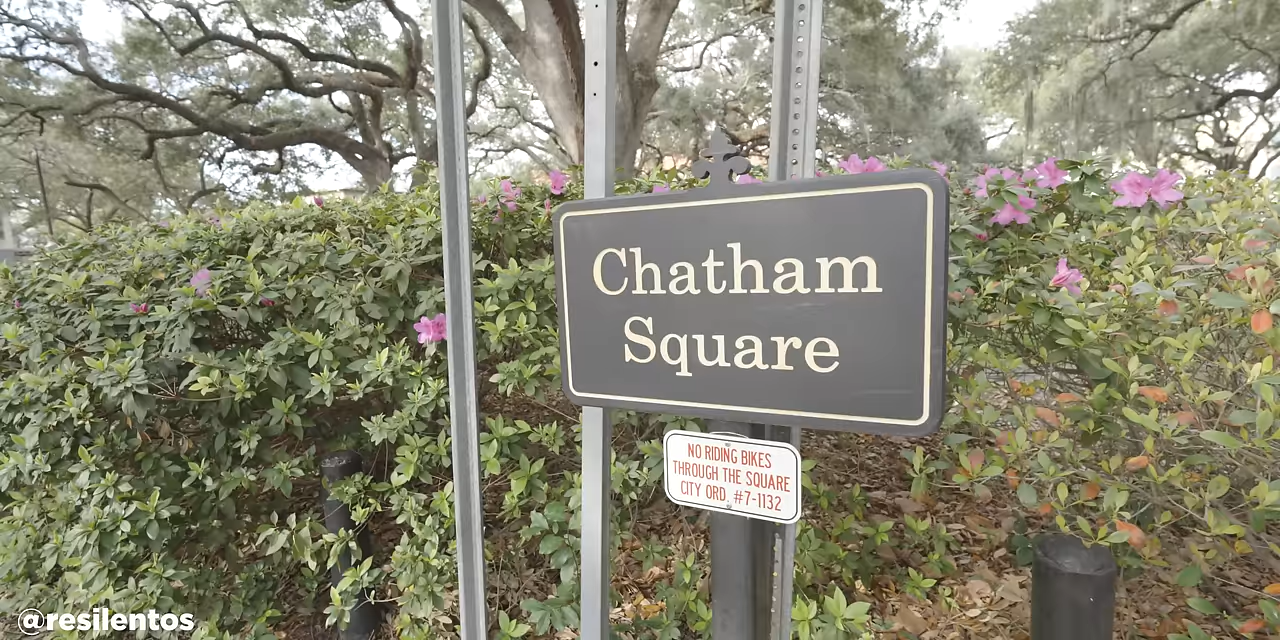 Chatham
Square
NO RIDING BIKES
THROUGH THE SQUARE
CITY ORD. #7-1132
@resilentos